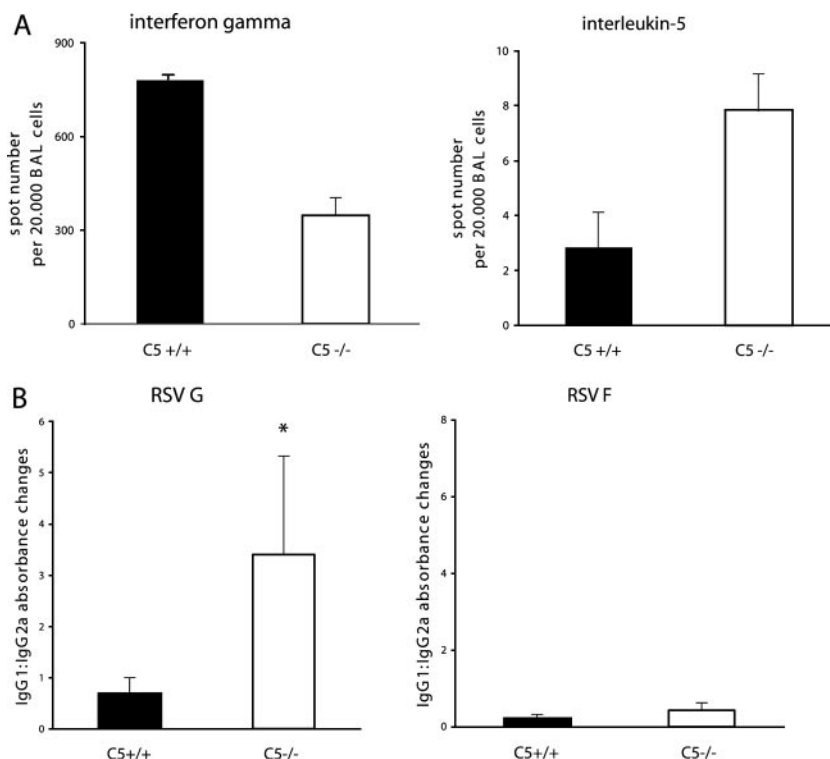 A
interferon gamma
spot number
per 20.000 BAL cells
900
600
300
0
C5 +/+
C5 -/-
interleukin-5
spot number
per 20.000 BAL cells
10
8
6
4
2
0
C5 +/+
C5 -/-
B
RSV G
IgG1:IgG2a absorbance changes
6
5
4
3
2
1
0
*
C5+/+
C5-/-
RSV F
IgG1:IgG2a absorbance changes
8
6
4
2
0
C5+/+
C5-/-